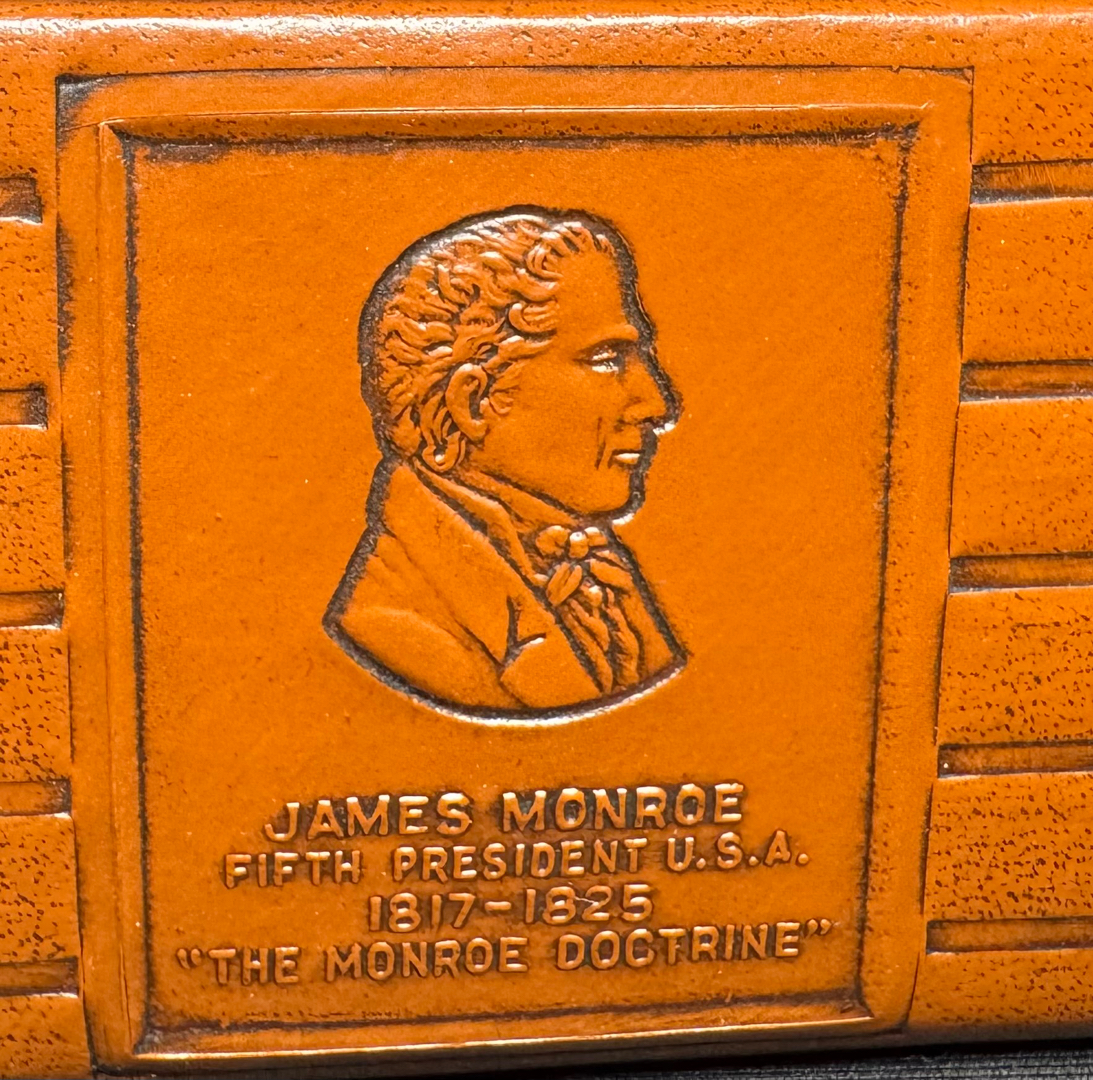 JAMES MONROE
FIFTH PRESIDENT U.S.A.
1817-1825
"THE MONROE DOCTRINE"